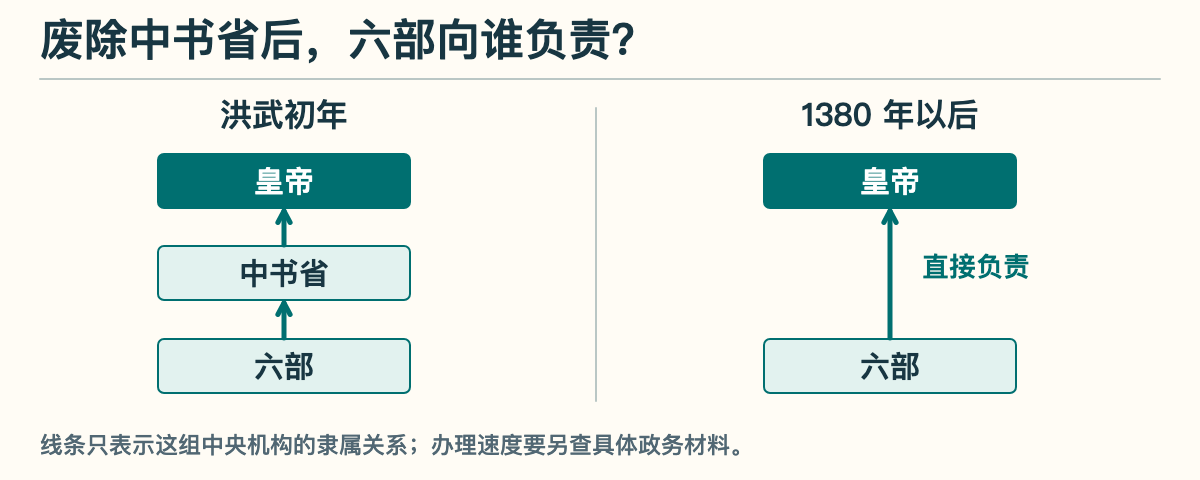 废除中书省后，六部向谁负责？
洪武初年
皇帝
中书省
六部
1380 年以后
皇帝
直接负责
六部
线条只表示这组中央机构的隶属关系；办理速度要另查具体政务材料。